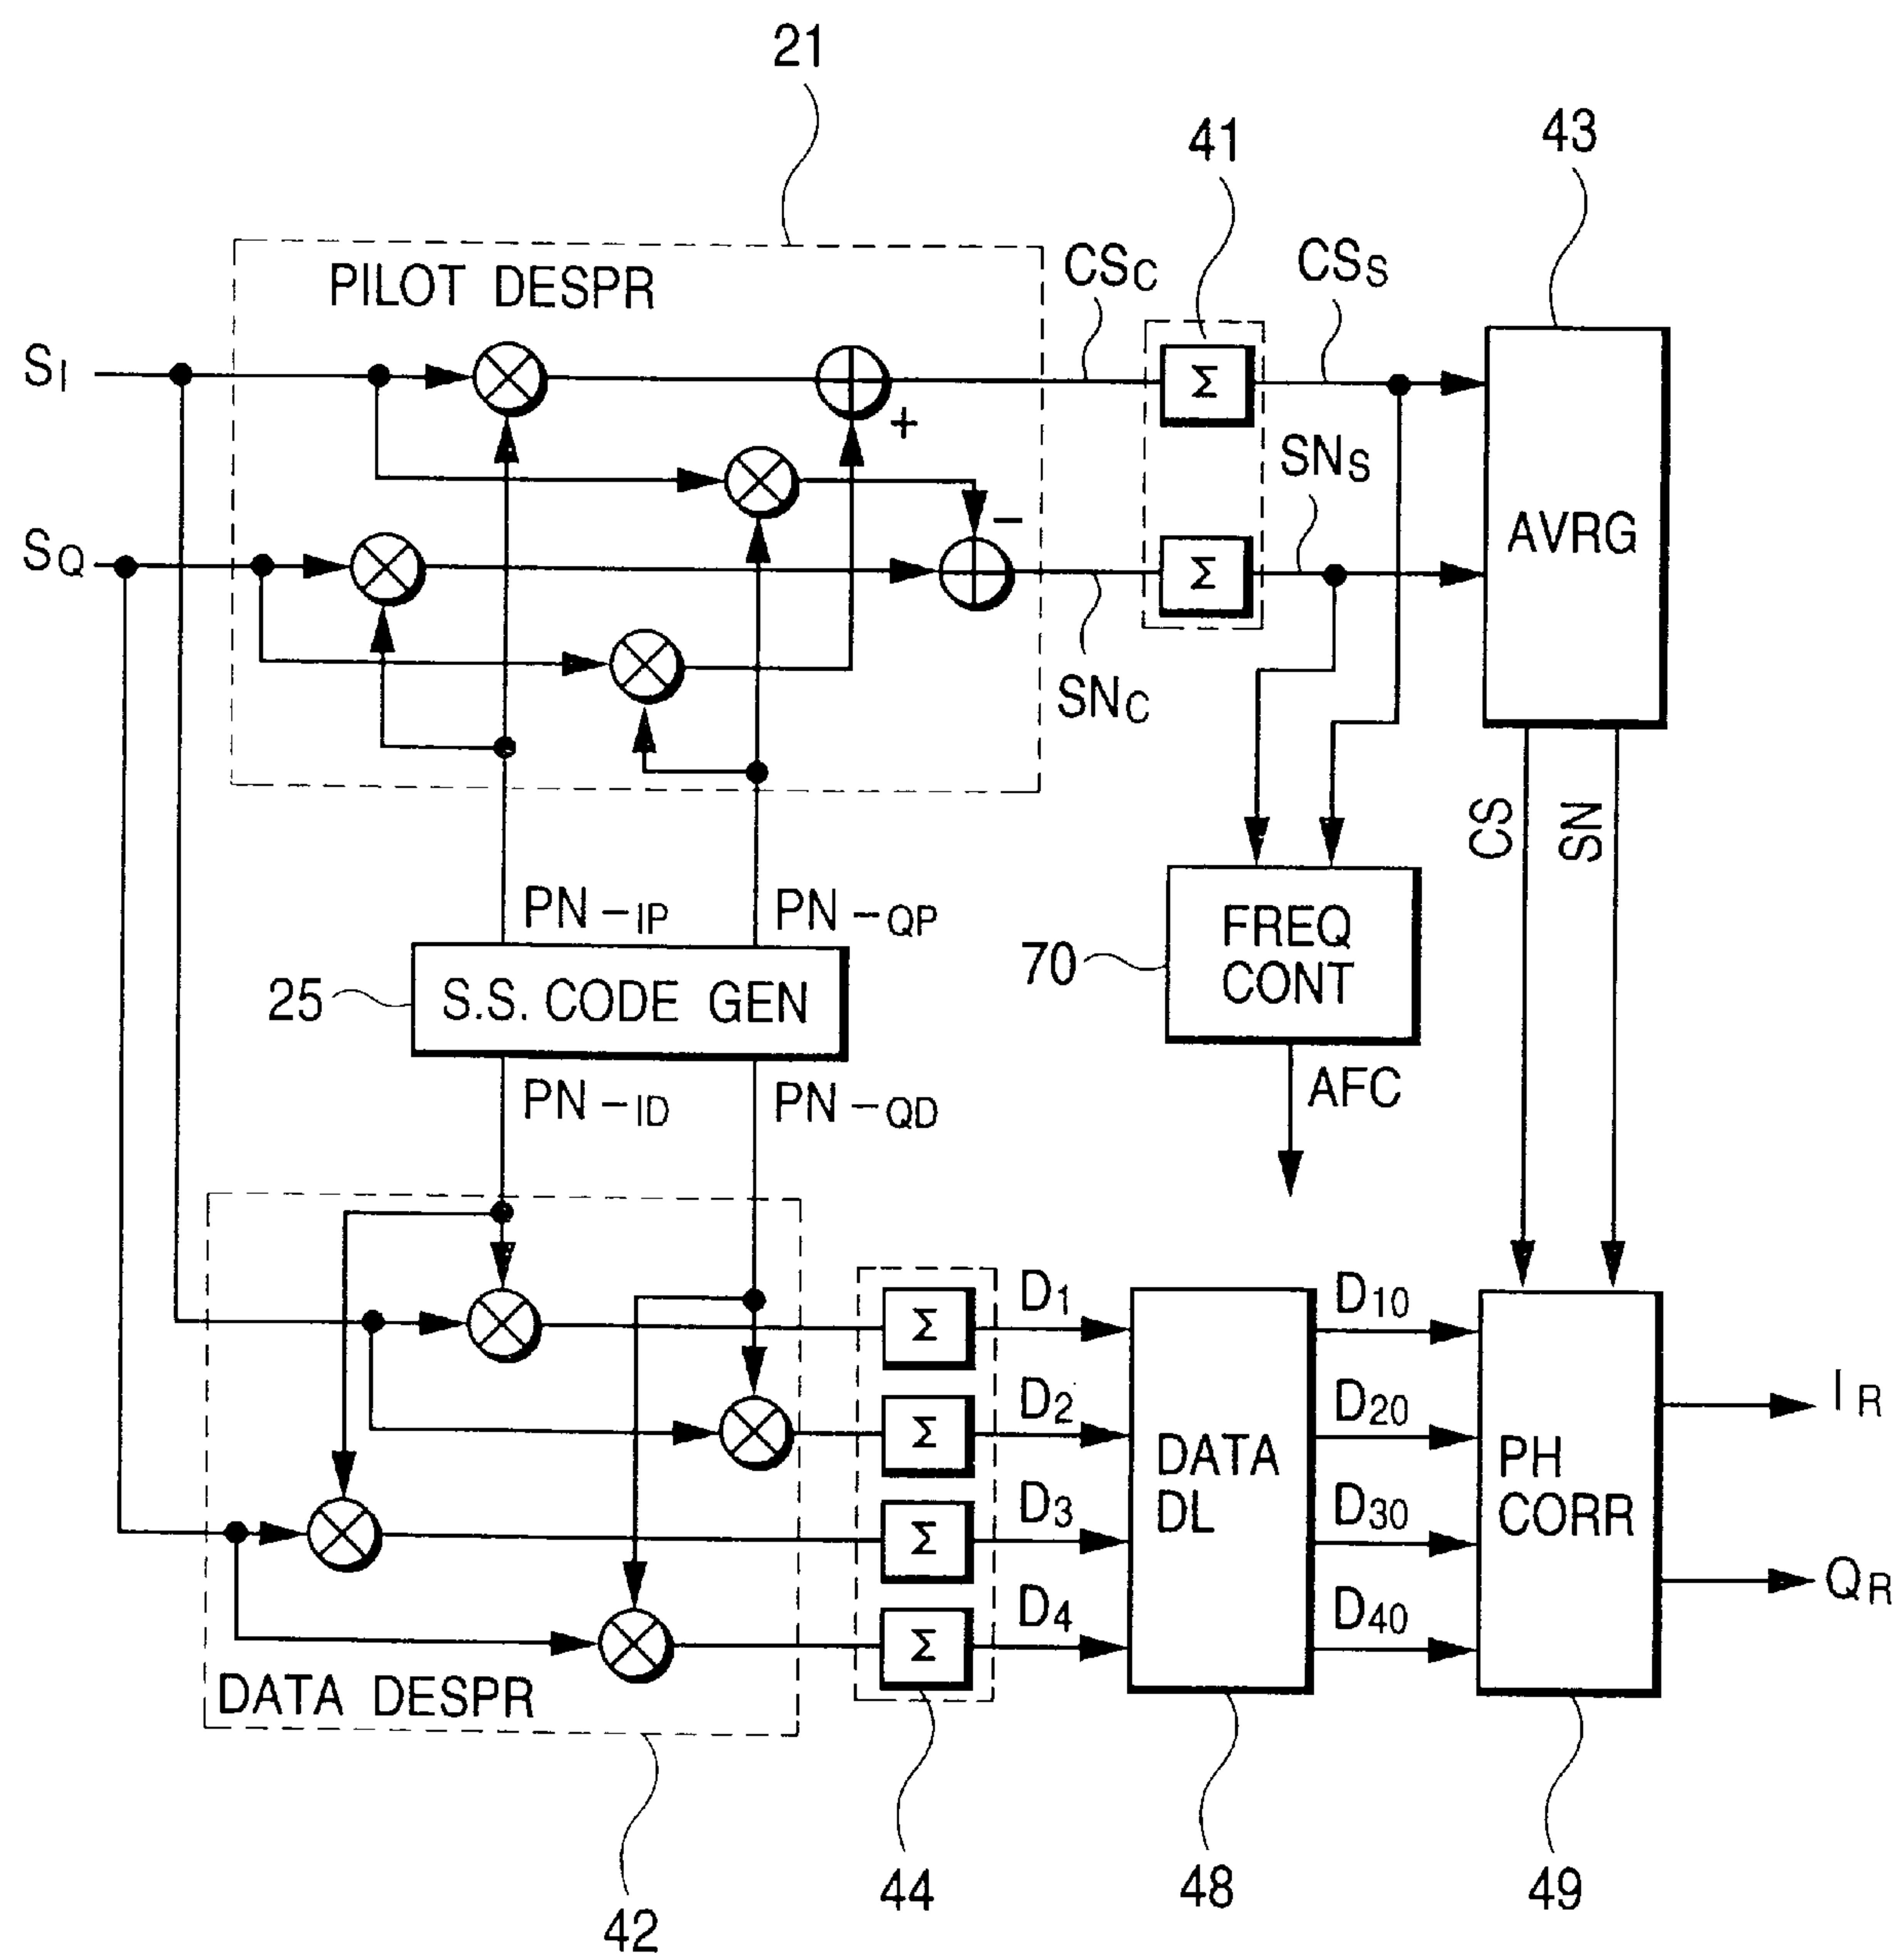 21
41
43
PILOT DESPR
CSC
CSS
SI
+
Σ
SNS
−
AVRG
SQ
Σ
SNC
CS
SN
PN-IP
PN-QP
FREQ
CONT
70
25
S.S. CODE GEN
AFC
PN-ID
PN-QD
Σ
D1
D10
Σ
D2
D20
IR
DATA
DL
PH
CORR
Σ
D3
D30
QR
Σ
D4
D40
DATA DESPR
42
44
48
49